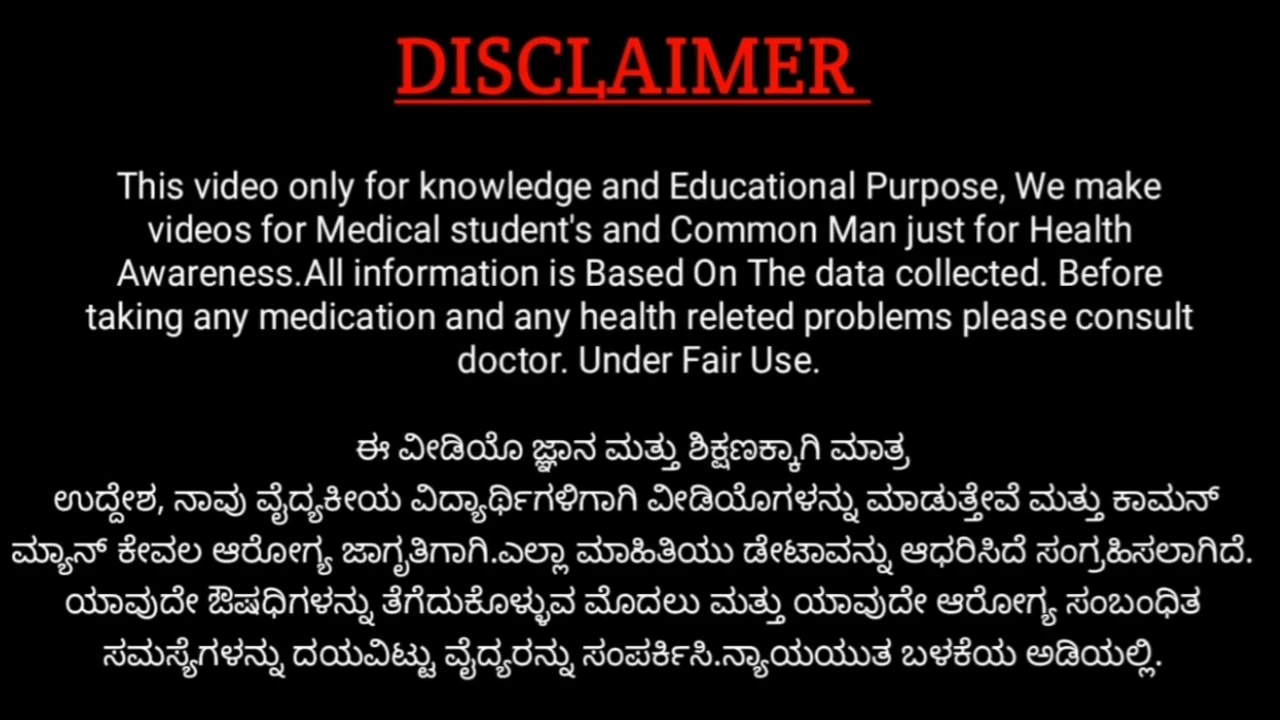 DISCLAIMER
This video only for knowledge and Educational Purpose, We make
videos for Medical student's and Common Man just for Health
Awareness.All information is Based On The data collected. Before
taking any medication and any health releted problems please consult
doctor. Under Fair Use.
ಈ ವೀಡಿಯೊ ಜ್ಞಾನ ಮತ್ತು ಶಿಕ್ಷಣಕ್ಕಾಗಿ ಮಾತ್ರ
ಉದ್ದೇಶ, ನಾವು ವೈದ್ಯಕೀಯ ವಿದ್ಯಾರ್ಥಿಗಳಿಗಾಗಿ ವೀಡಿಯೊಗಳನ್ನು ಮಾಡುತ್ತೇವೆ ಮತ್ತು ಕಾಮನ್
ಮ್ಯಾನ್ ಕೇವಲ ಆರೋಗ್ಯ ಜಾಗೃತಿಗಾಗಿ.ಎಲ್ಲಾ ಮಾಹಿತಿಯು ಡೇಟಾವನ್ನು ಆಧರಿಸಿದೆ ಸಂಗ್ರಹಿಸಲಾಗಿದೆ.
ಯಾವುದೇ ಔಷಧಿಗಳನ್ನು ತೆಗೆದುಕೊಳ್ಳುವ ಮೊದಲು ಮತ್ತು ಯಾವುದೇ ಆರೋಗ್ಯ ಸಂಬಂಧಿತ
ಸಮಸ್ಯೆಗಳನ್ನು ದಯವಿಟ್ಟು ವೈದ್ಯರನ್ನು ಸಂಪರ್ಕಿಸಿ.ನ್ಯಾಯಯುತ ಬಳಕೆಯ ಅಡಿಯಲ್ಲಿ.